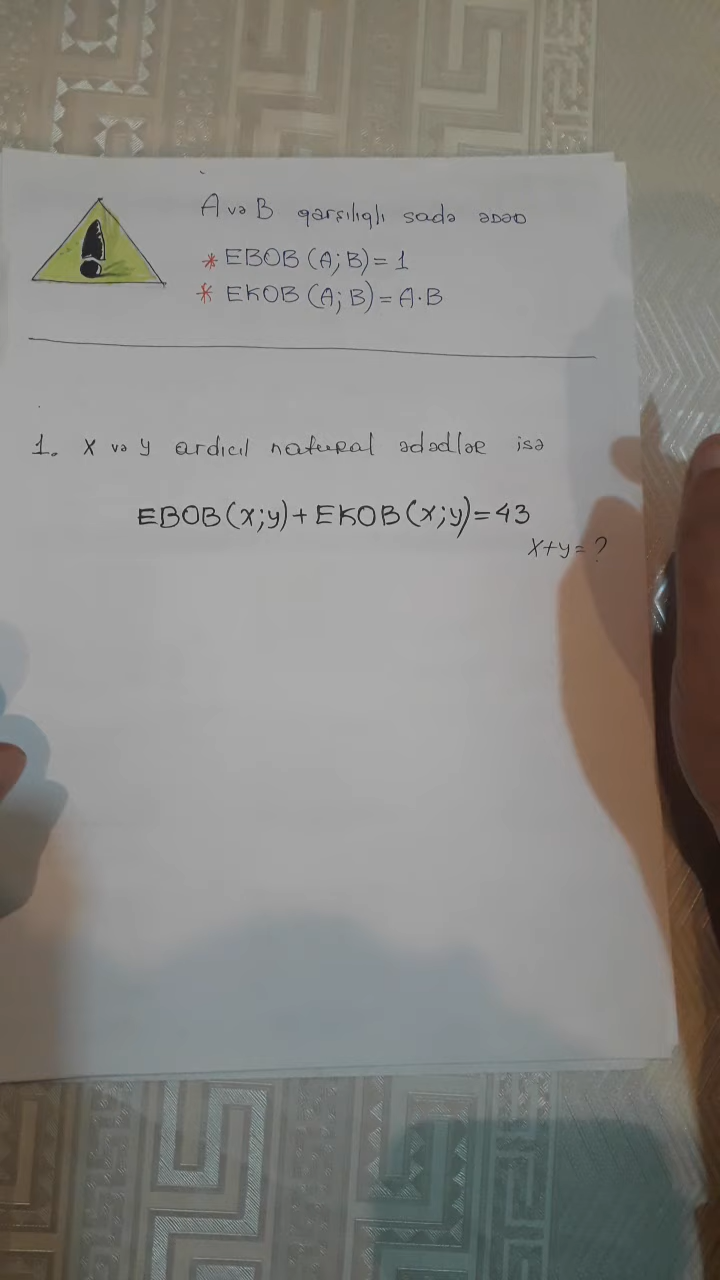 A və B qarşılıqlı sadə ədəd
* EBOB (A; B) = 1
* EKOB (A; B) = A·B
1. x və y ardıcıl natural ədədlər isə
EBOB (x;y) + EKOB (x;y) = 43
x+y = ?